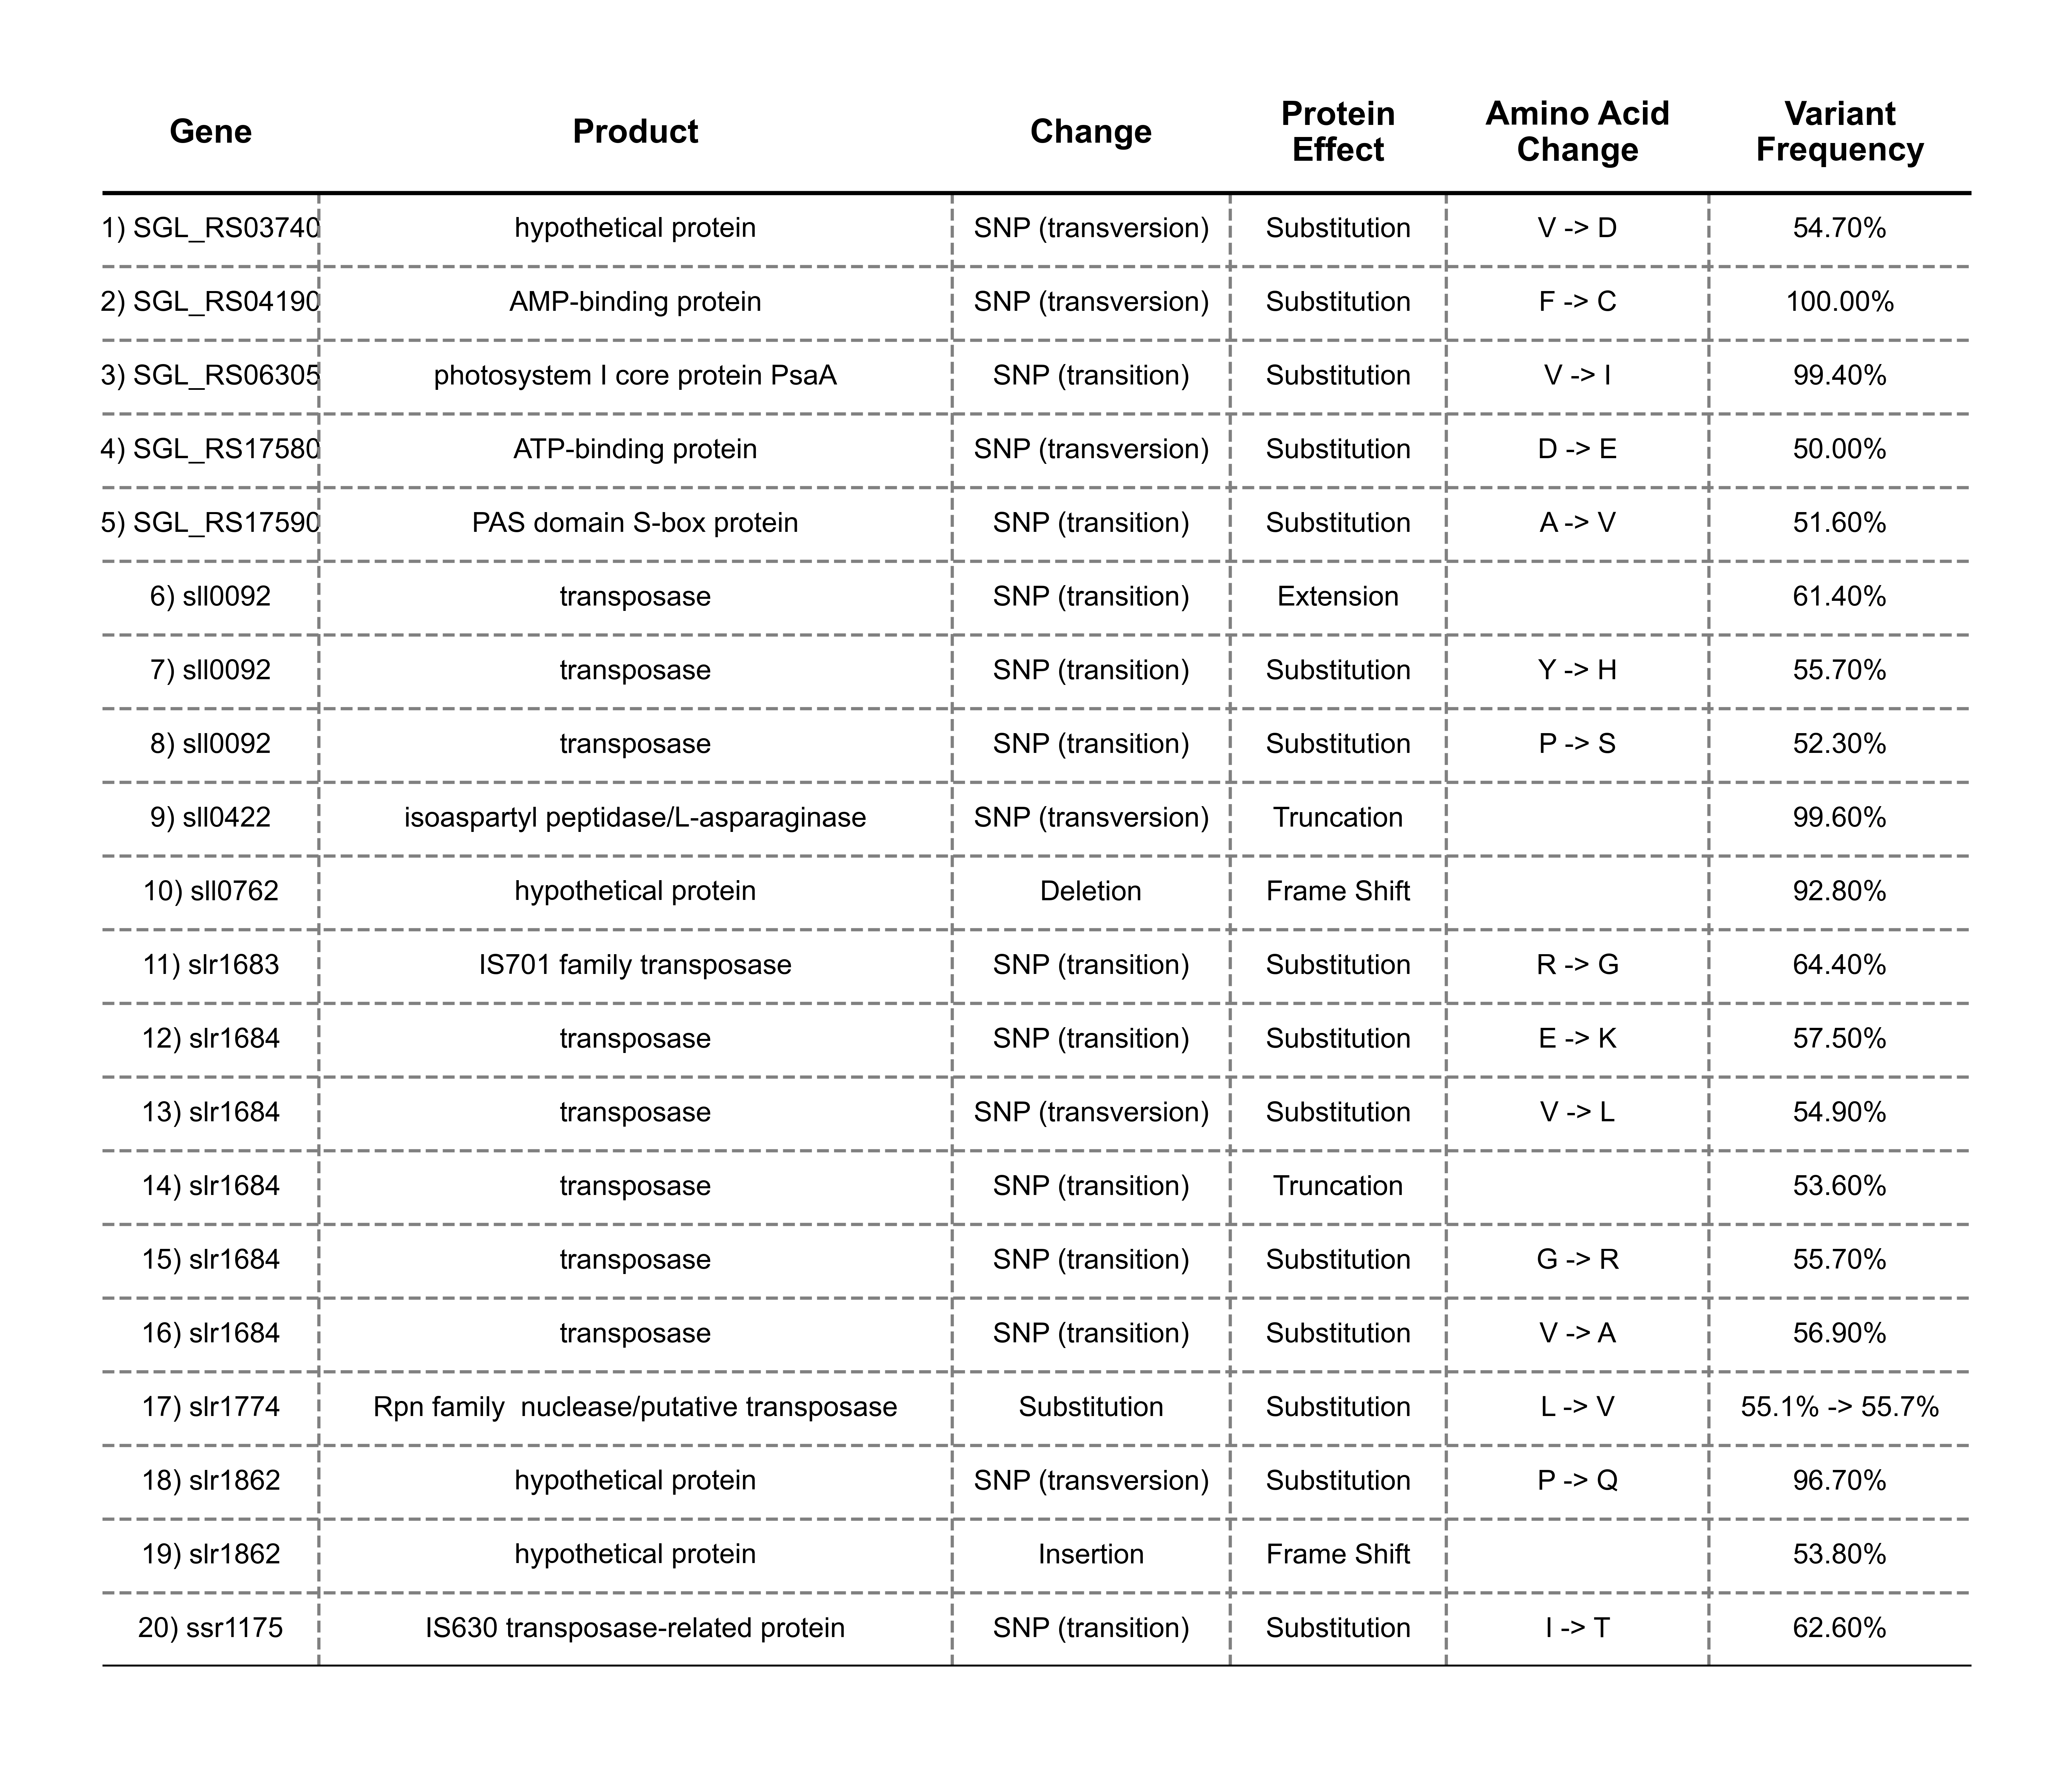 Gene Product Change Protein Effect Amino Acid Change Variant Frequency
1) SGL_RS03740 hypothetical protein SNP (transversion) Substitution V -> D 54.70%
2) SGL_RS04190 AMP-binding protein SNP (transversion) Substitution F -> C 100.00%
3) SGL_RS06305 photosystem I core protein PsaA SNP (transition) Substitution V -> I 99.40%
4) SGL_RS17580 ATP-binding protein SNP (transversion) Substitution D -> E 50.00%
5) SGL_RS17590 PAS domain S-box protein SNP (transition) Substitution A -> V 51.60%
6) sll0092 transposase SNP (transition) Extension 61.40%
7) sll0092 transposase SNP (transition) Substitution Y -> H 55.70%
8) sll0092 transposase SNP (transition) Substitution P -> S 52.30%
9) sll0422 isoaspartyl peptidase/L-asparaginase SNP (transversion) Truncation 99.60%
10) sll0762 hypothetical protein Deletion Frame Shift 92.80%
11) slr1683 IS701 family transposase SNP (transition) Substitution R -> G 64.40%
12) slr1684 transposase SNP (transition) Substitution E -> K 57.50%
13) slr1684 transposase SNP (transversion) Substitution V -> L 54.90%
14) slr1684 transposase SNP (transition) Truncation 53.60%
15) slr1684 transposase SNP (transition) Substitution G -> R 55.70%
16) slr1684 transposase SNP (transition) Substitution V -> A 56.90%
17) slr1774 Rpn family  nuclease/putative transposase Substitution Substitution L -> V 55.1% -> 55.7%
18) slr1862 hypothetical protein SNP (transversion) Substitution P -> Q 96.70%
19) slr1862 hypothetical protein Insertion Frame Shift 53.80%
20) ssr1175 IS630 transposase-related protein SNP (transition) Substitution I -> T 62.60%